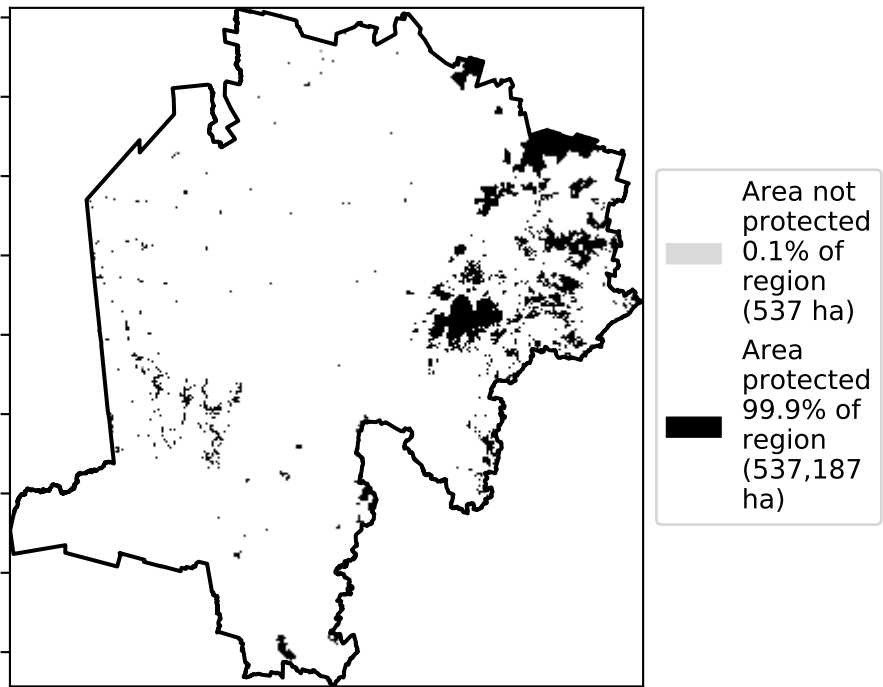 Area not
protected
0.1% of
region
(537 ha)
Area
protected
99.9% of
region
(537,187
ha)